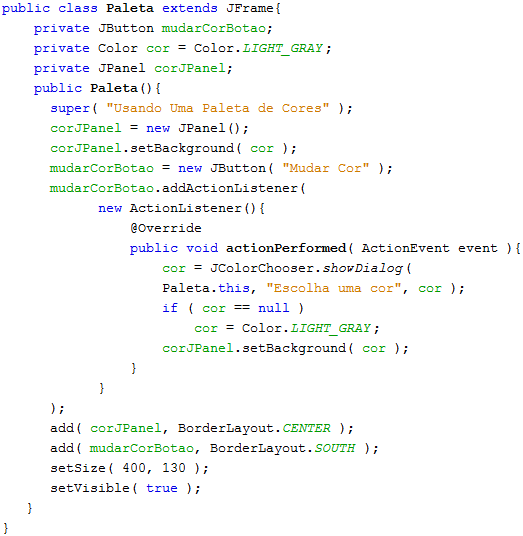 public class Paleta extends JFrame{
    private JButton mudarCorBotao;
    private Color cor = Color.LIGHT_GRAY;
    private JPanel corJPanel;
    public Paleta(){
      super( "Usando Uma Paleta de Cores" );
      corJPanel = new JPanel();
      corJPanel.setBackground( cor );
      mudarCorBotao = new JButton( "Mudar Cor" );
      mudarCorBotao.addActionListener(
            new ActionListener(){
                @Override
                public void actionPerformed( ActionEvent event ){
                    cor = JColorChooser.showDialog(
                    Paleta.this, "Escolha uma cor", cor );
                    if ( cor == null )
                        cor = Color.LIGHT_GRAY;
                    corJPanel.setBackground( cor );
                }
            }
      );
      add( corJPanel, BorderLayout.CENTER );
      add( mudarCorBotao, BorderLayout.SOUTH );
      setSize( 400, 130 );
      setVisible( true );
   }
}